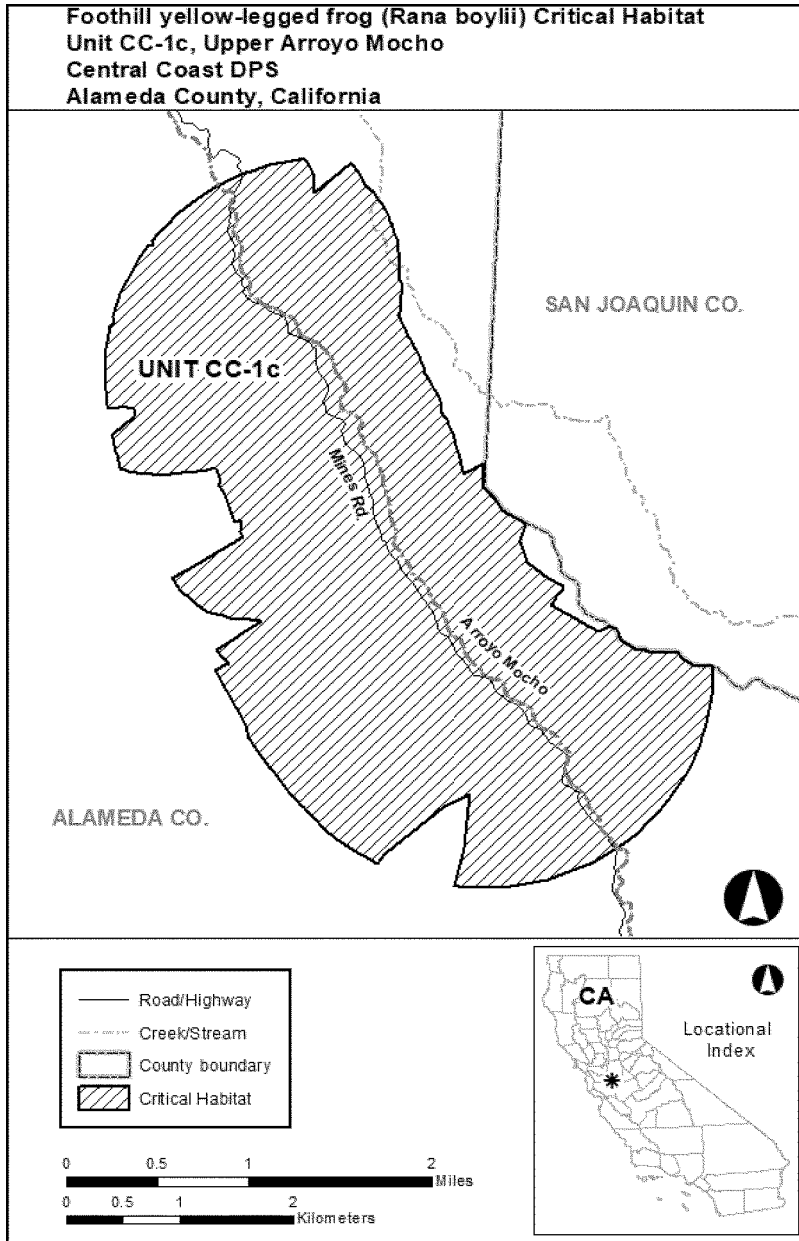 Foothill yellow-legged frog (Rana boylii) Critical Habitat
Unit CC-1c, Upper Arroyo Mocho
Central Coast DPS
Alameda County, California
SAN JOAQUIN CO.
UNIT CC-1c
Mines Rd.
Arroyo Mocho
ALAMEDA CO.
Road/Highway
Creek/Stream
County boundary
Critical Habitat
0 0.5 1 2
Miles
0 0.5 1 2
Kilometers
CA
Locational
Index